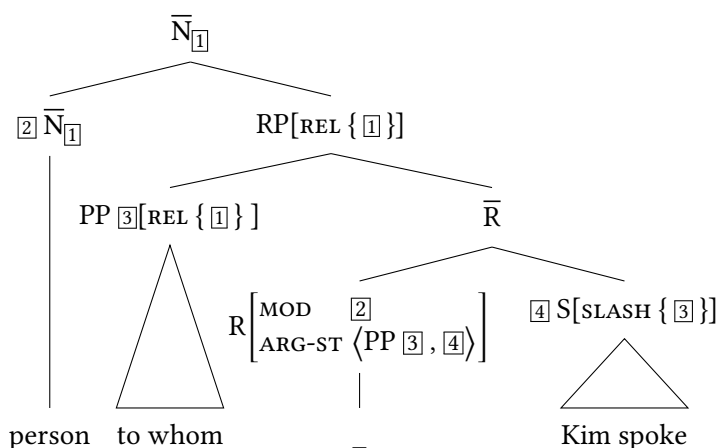 N̅ 1
2 N̅ 1 RP[REL { 1 }]
PP 3 [REL { 1 } ] R̅
R [MOD 2 4 S[SLASH { 3 }]
ARG-ST ⟨PP 3 , 4 ⟩]
person to whom Kim spoke